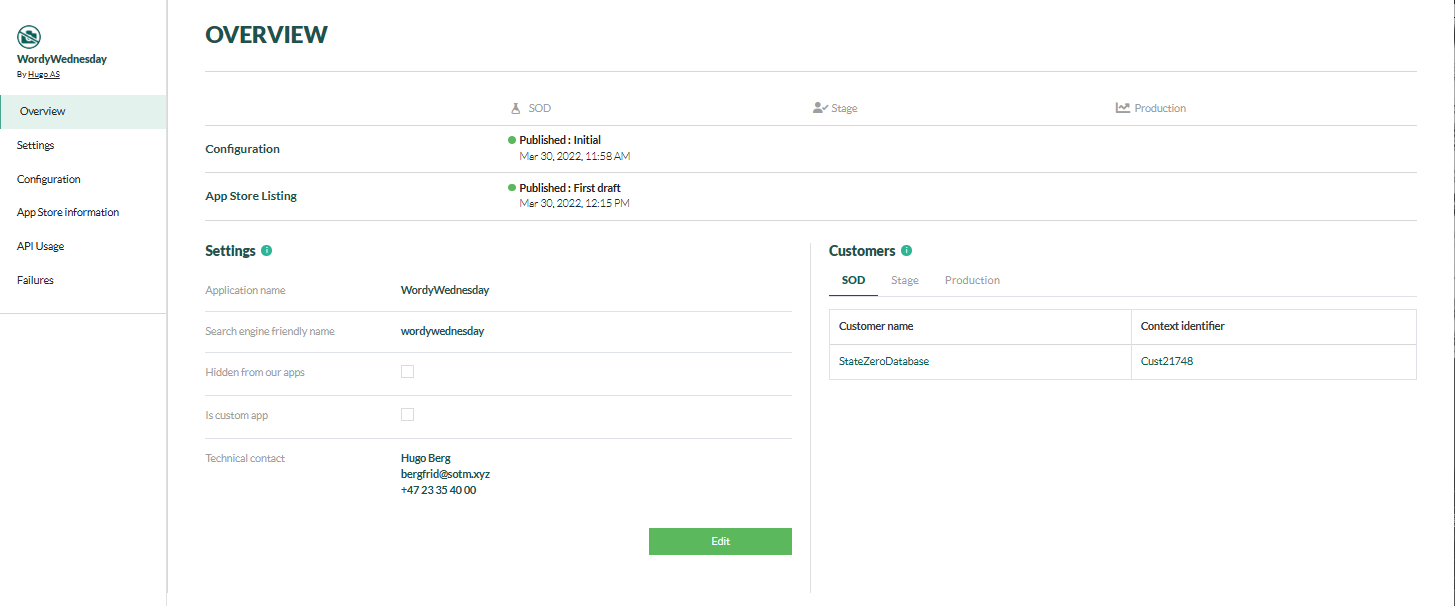 WordyWednesday
By Hugo AS
Overview
Settings
Configuration
App Store information
API Usage
Failures
OVERVIEW
SOD Stage Production
Configuration
Published : Initial
Mar 30, 2022, 11:58 AM
App Store Listing
Published : First draft
Mar 30, 2022, 12:15 PM
Settings i
Application name WordyWednesday
Search engine friendly name wordywednesday
Hidden from our apps
Is custom app
Technical contact Hugo Berg
bergfrid@sotm.xyz
+47 23 35 40 00
Edit
Customers i
SOD Stage Production
Customer name Context identifier
StateZeroDatabase Cust21748